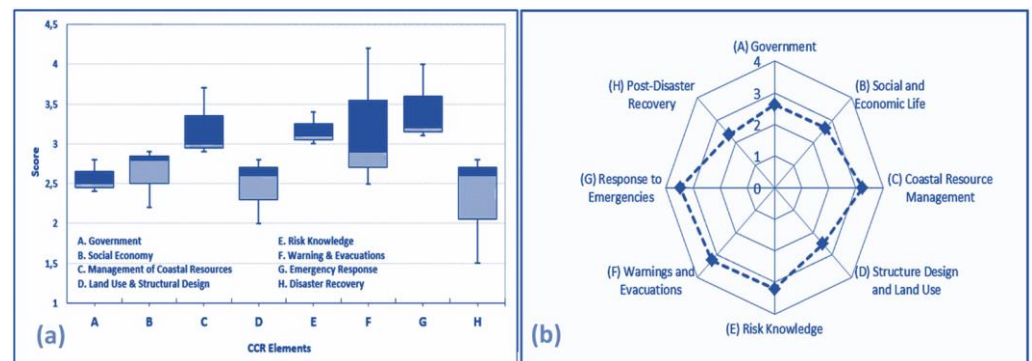 4,5
4
3,5
3
2,5
2
1,5
1
Score
A. Government
B. Social Economy
C. Management of Coastal Resources
D. Land Use & Structural Design
E. Risk Knowledge
F. Warning & Evacuations
G. Emergency Response
H. Disaster Recovery
A B C D E F G H
CCR Elements
(a)
(A) Government
4
3
2
1
0
(B) Social and
Economic Life
(C) Coastal Resource
Management
(D) Structure Design
and Land Use
(E) Risk Knowledge
(F) Warnings and
Evacuations
(G) Response to
Emergencies
(H) Post-Disaster
Recovery
(b)